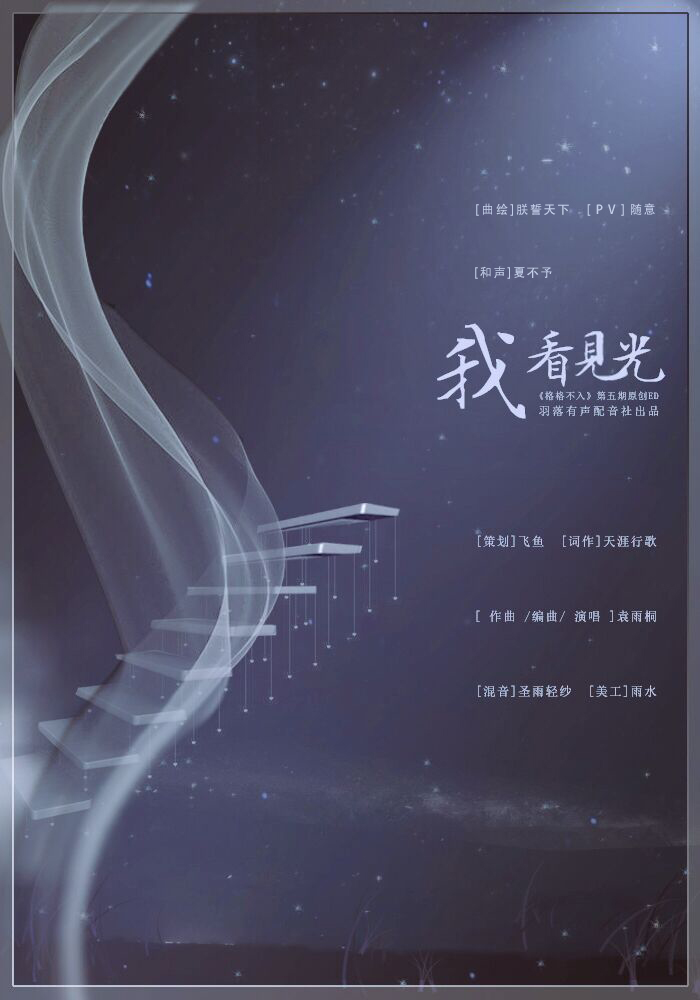 [曲绘]朕誓天下 [PV]随意
[和声]夏不予
我看見光
《格格不入》第五期原创ED
羽落有声配音社出品
[策划]飞鱼 [词作]天涯行歌
[ 作曲 /编曲/ 演唱 ]袁雨桐
[混音]圣雨轻纱 [美工]雨水